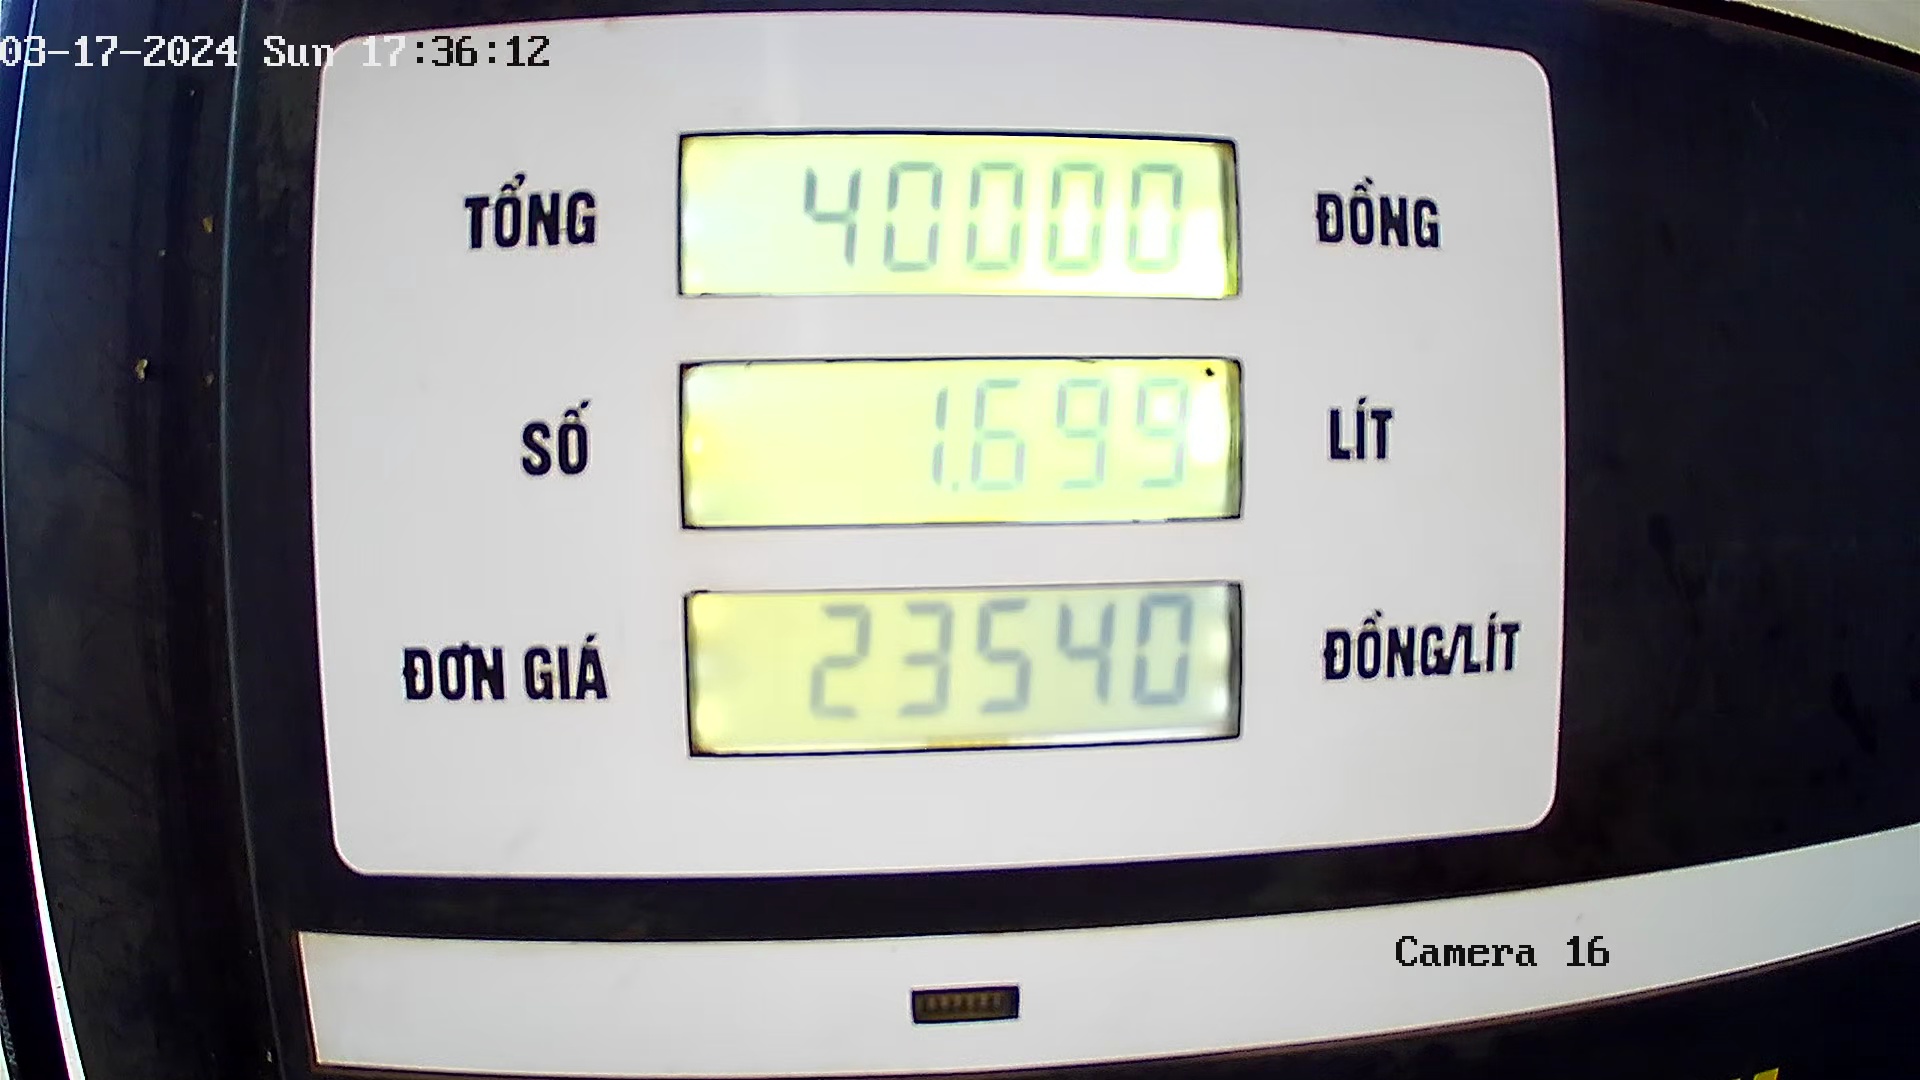 03-17-2024 Sun 17:36:12
TỔNG 40000 ĐỒNG
SỐ 1.699 LÍT
ĐƠN GIÁ 23540 ĐỒNG/LÍT
Camera 16